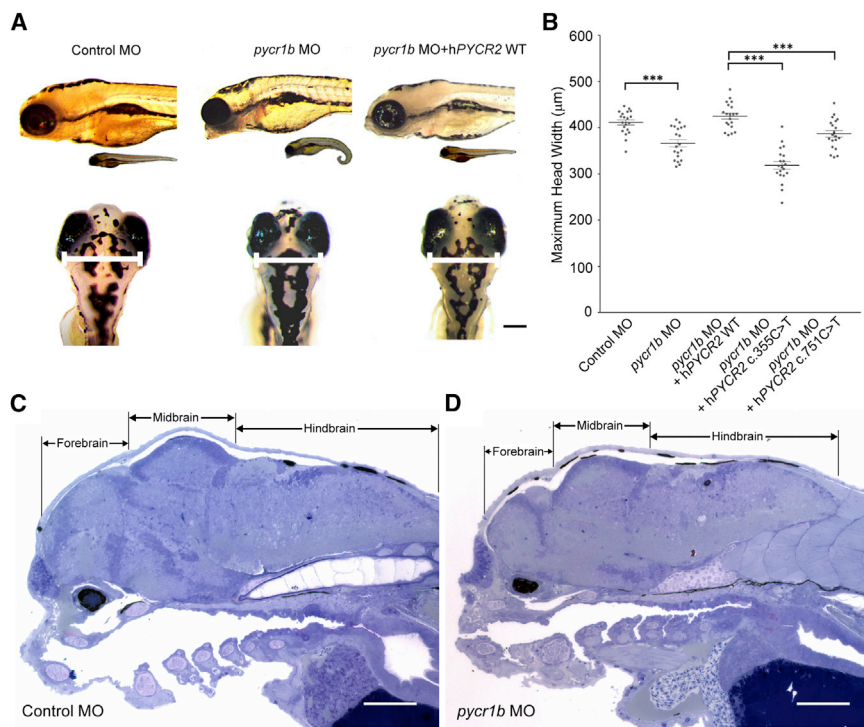 A
Control MO
pycr1b MO
pycr1b MO+hPYCR2 WT
B
Maximum Head Width (μm)
600
500
400
300
200
100
0
***
***
***
Control MO
pycr1b MO
pycr1b MO
+ hPYCR2 WT
pycr1b MO
+ hPYCR2 c.355C>T
pycr1b MO
+ hPYCR2 c.751C>T
C
Forebrain
Midbrain
Hindbrain
Control MO
D
Forebrain
Midbrain
Hindbrain
pycr1b MO